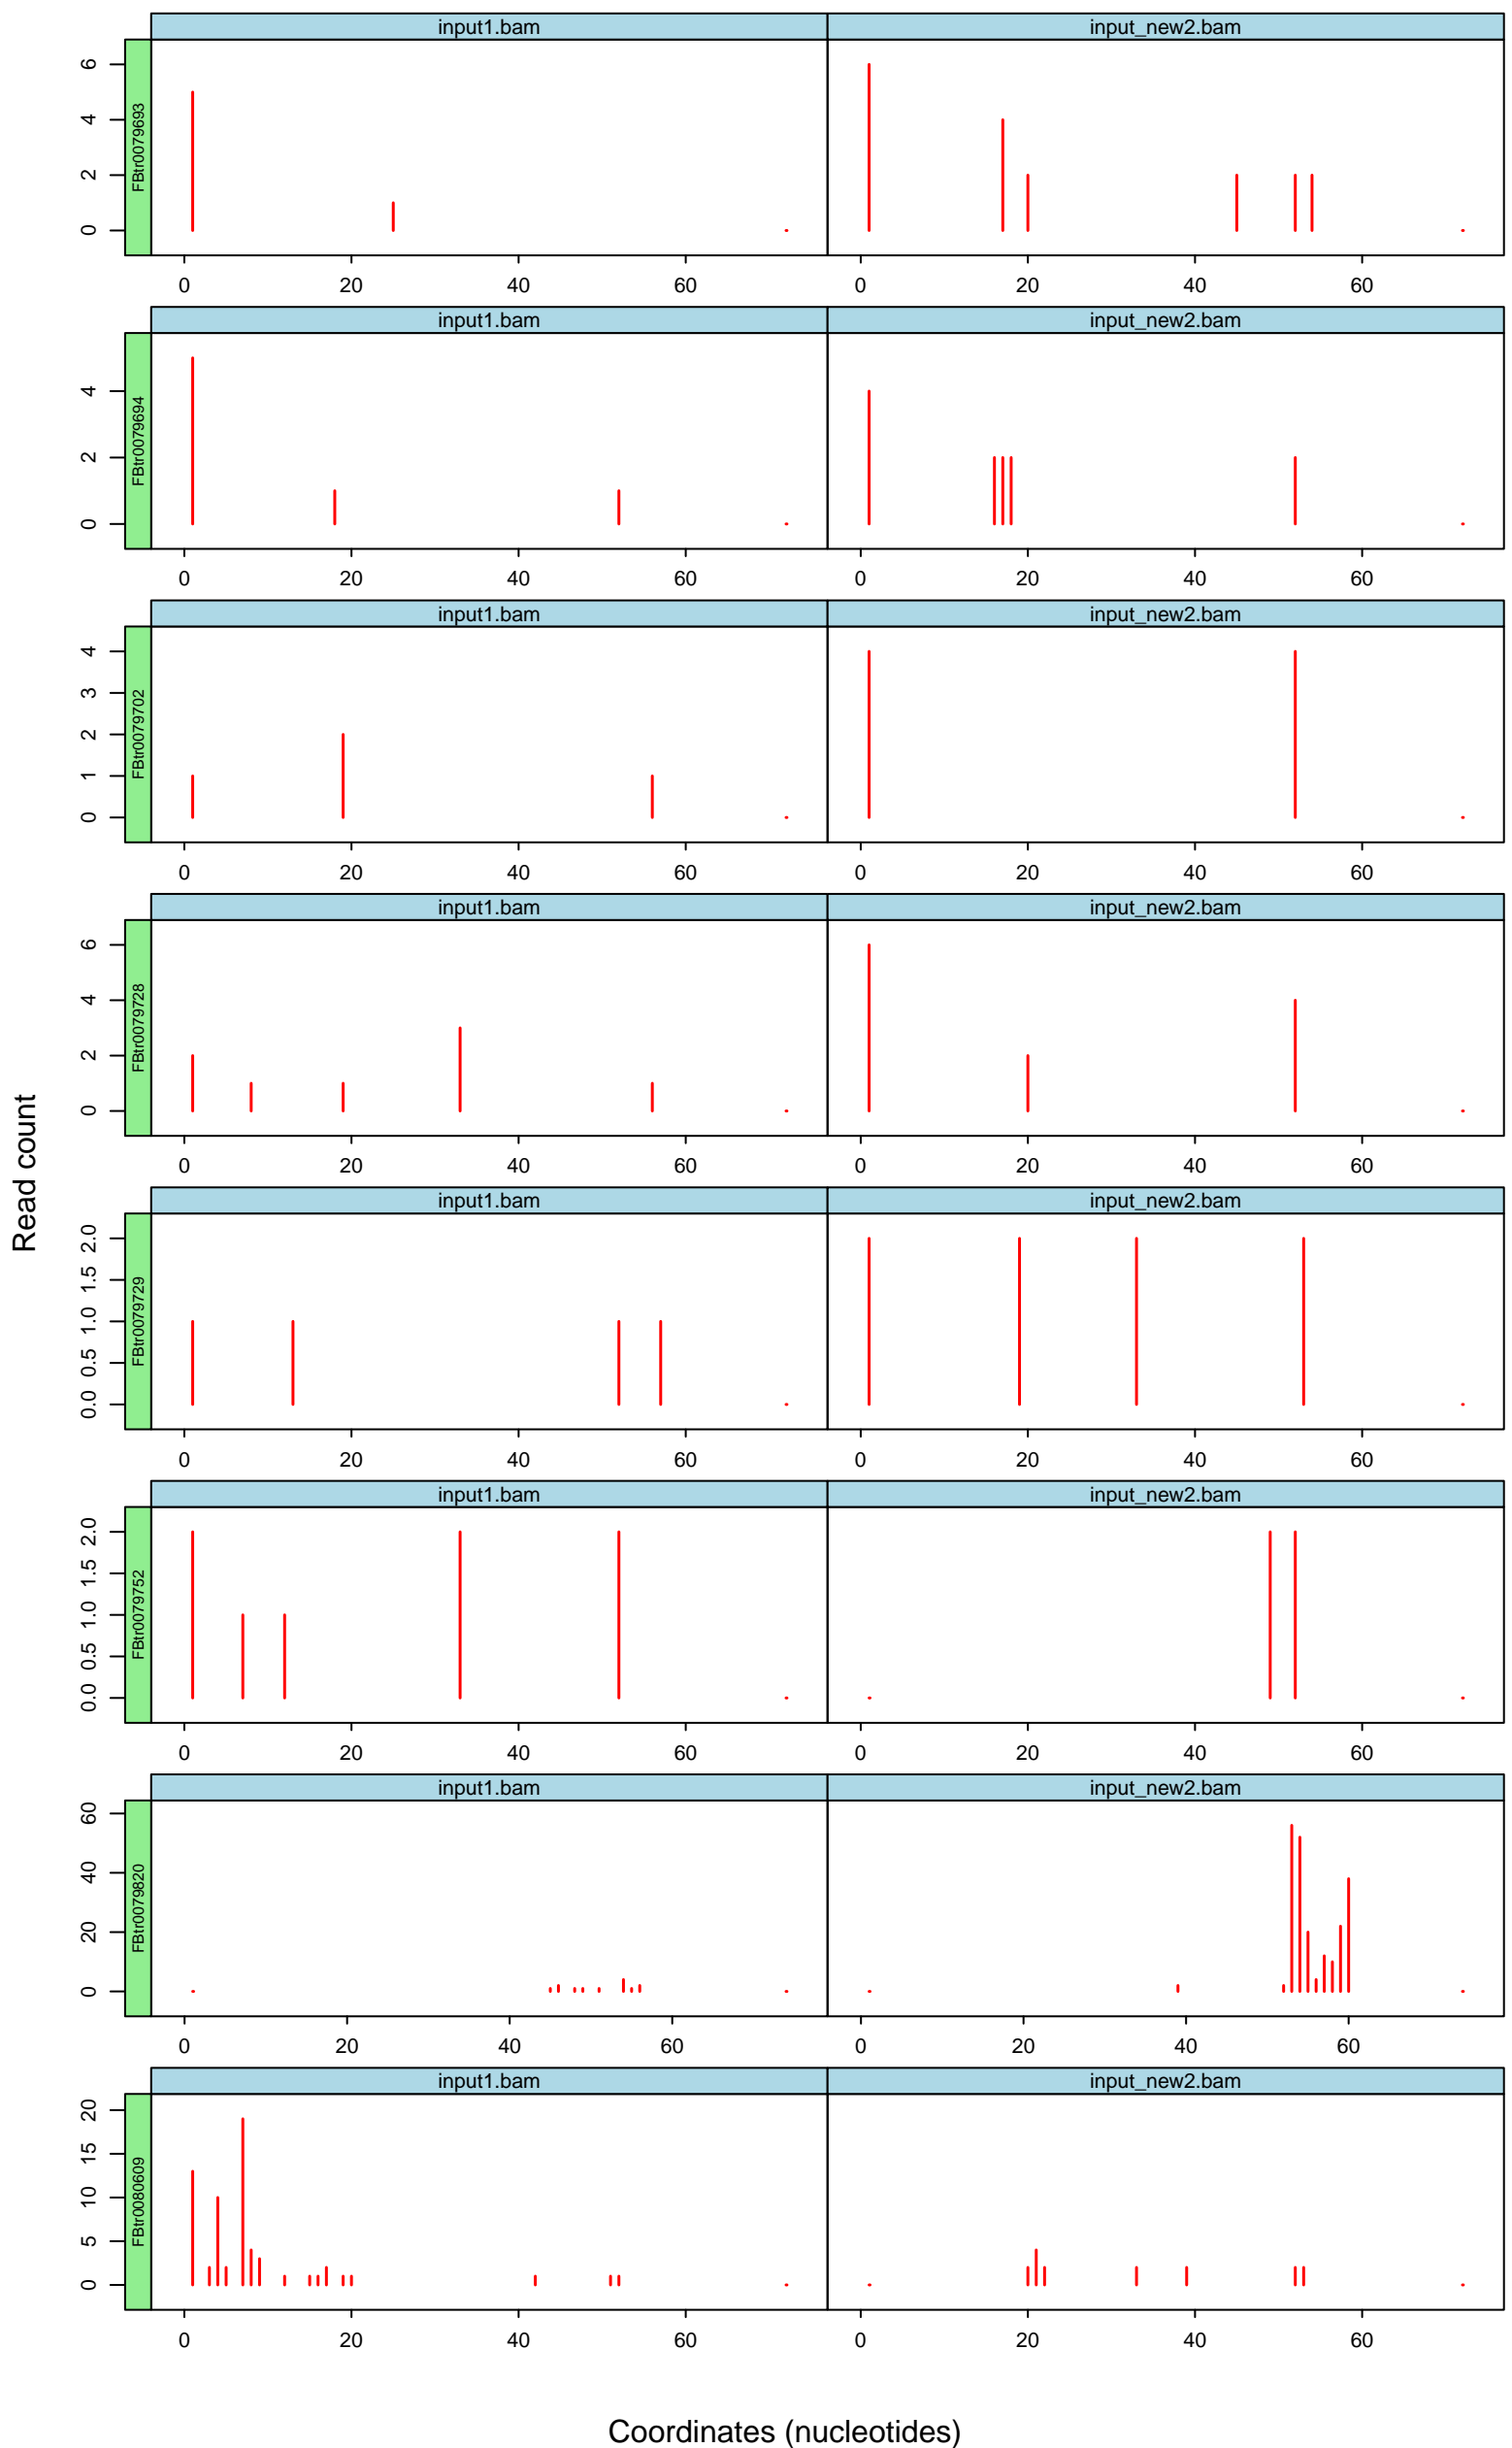 input1.bam input_new2.bam
FBtr0079693
6
4
2
0
0 20 40 60 0 20 40 60
input1.bam input_new2.bam
FBtr0079694
4
2
0
0 20 40 60 0 20 40 60
input1.bam input_new2.bam
FBtr0079702
4
3
2
1
0
0 20 40 60 0 20 40 60
input1.bam input_new2.bam
FBtr0079728
6
4
2
0
0 20 40 60 0 20 40 60
Read count
input1.bam input_new2.bam
FBtr0079729
2.0
1.5
1.0
0.5
0.0
0 20 40 60 0 20 40 60
input1.bam input_new2.bam
FBtr0079752
2.0
1.5
1.0
0.5
0.0
0 20 40 60 0 20 40 60
input1.bam input_new2.bam
FBtr0079820
60
40
20
0
0 20 40 60 0 20 40 60
input1.bam input_new2.bam
FBtr0080609
20
15
10
5
0
0 20 40 60 0 20 40 60
Coordinates (nucleotides)